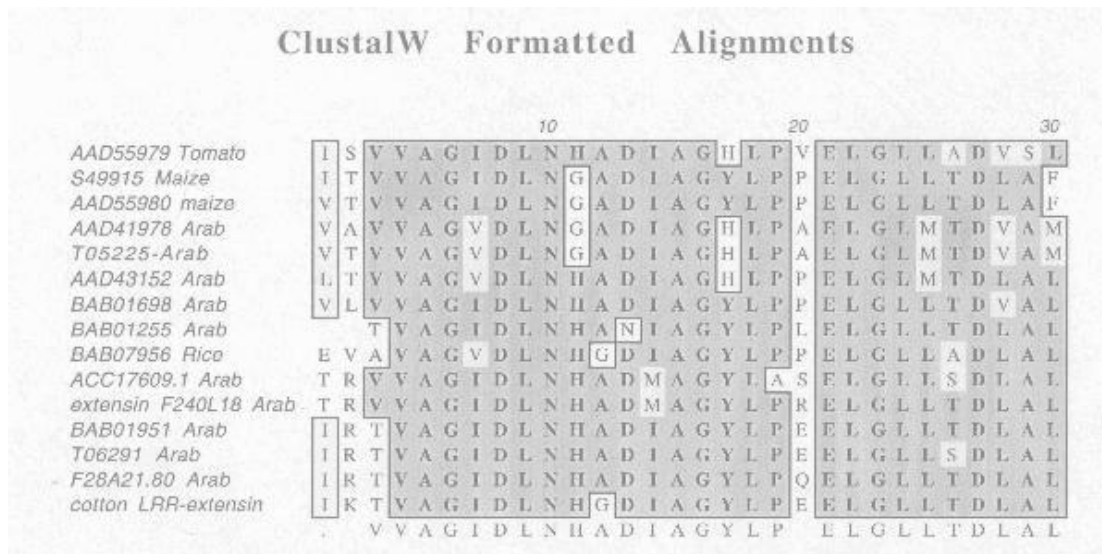 ClustalW Formatted Alignments
10 20 30
AAD55979 Tomato I S V V A G I D L N H A D I A G H L P V E L G L L A D V S L
S49915 Maize I T V V A G I D L N G A D I A G Y L P P E L G L L T D L A F
AAD55980 maize V T V V A G I D L N G A D I A G Y L P P E L G L L T D L A F
AAD41978 Arab V A V V A G V D L N G A D I A G H L P A E L G L M T D V A M
T05225-Arab V T V V A G V D L N G A D I A G H L P A E L G L M T D V A M
AAD43152 Arab L T V V A G V D L N H A D I A G H L P A E L G L M T D L A L
BAB01698 Arab V L V V A G I D L N H A D I A G Y L P P E L G L L T D V A L
BAB01255 Arab T V A G I D L N H A N I A G Y L P L E L G L L T D L A L
BAB07956 Rice E V A V A G V D L N H G D I A G Y L P P E L G L L A D L A L
ACC17609.1 Arab T R V V A G I D L N H A D M A G Y L A S E L G L L S D L A L
extensin F240L18 Arab T R V V A G I D L N H A D M A G Y L P R E L G L L T D L A L
BAB01951 Arab I R T V A G I D L N H A D I A G Y L P E E L G L L T D L A L
T06291 Arab I R T V A G I D L N H A D I A G Y L P E E L G L L S D L A L
F28A21.80 Arab I R T V A G I D L N H A D I A G Y L P Q E L G L L T D L A L
cotton LRR-extensin I K T V A G I D L N H G D I A G Y L P E E L G L L T D L A L
. V V A G I D L N H A D I A G Y L P E L G L L T D L A L